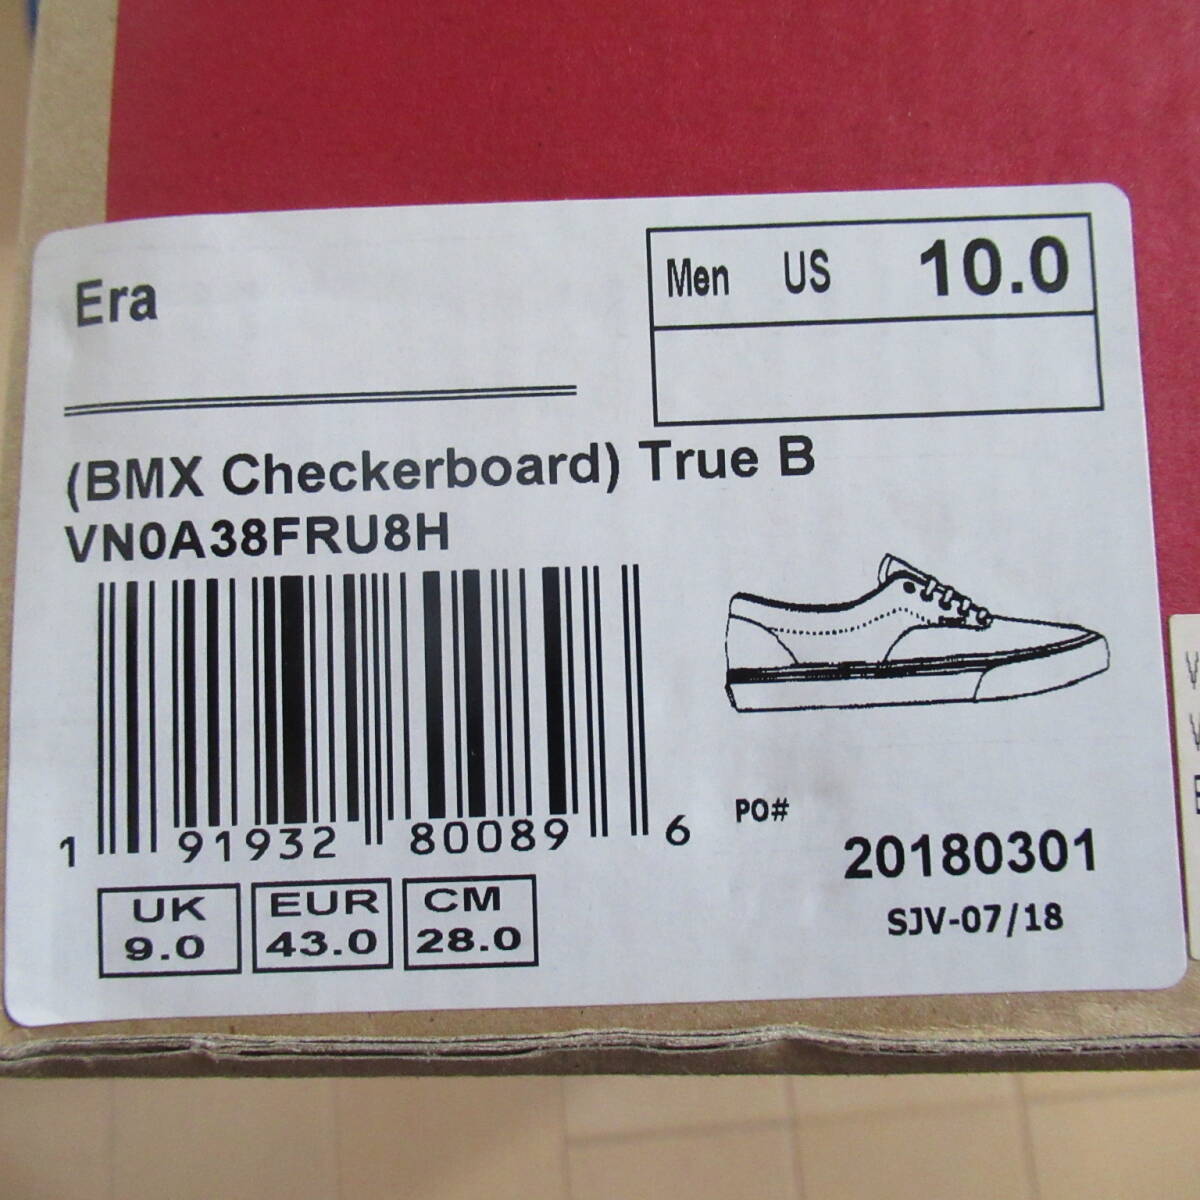 Era
Men US 10.0
(BMX Checkerboard) True B
VN0A38FRU8H
1 91932 80089 6
PO#
20180301
SJV-07/18
UK
9.0
EUR
43.0
CM
28.0